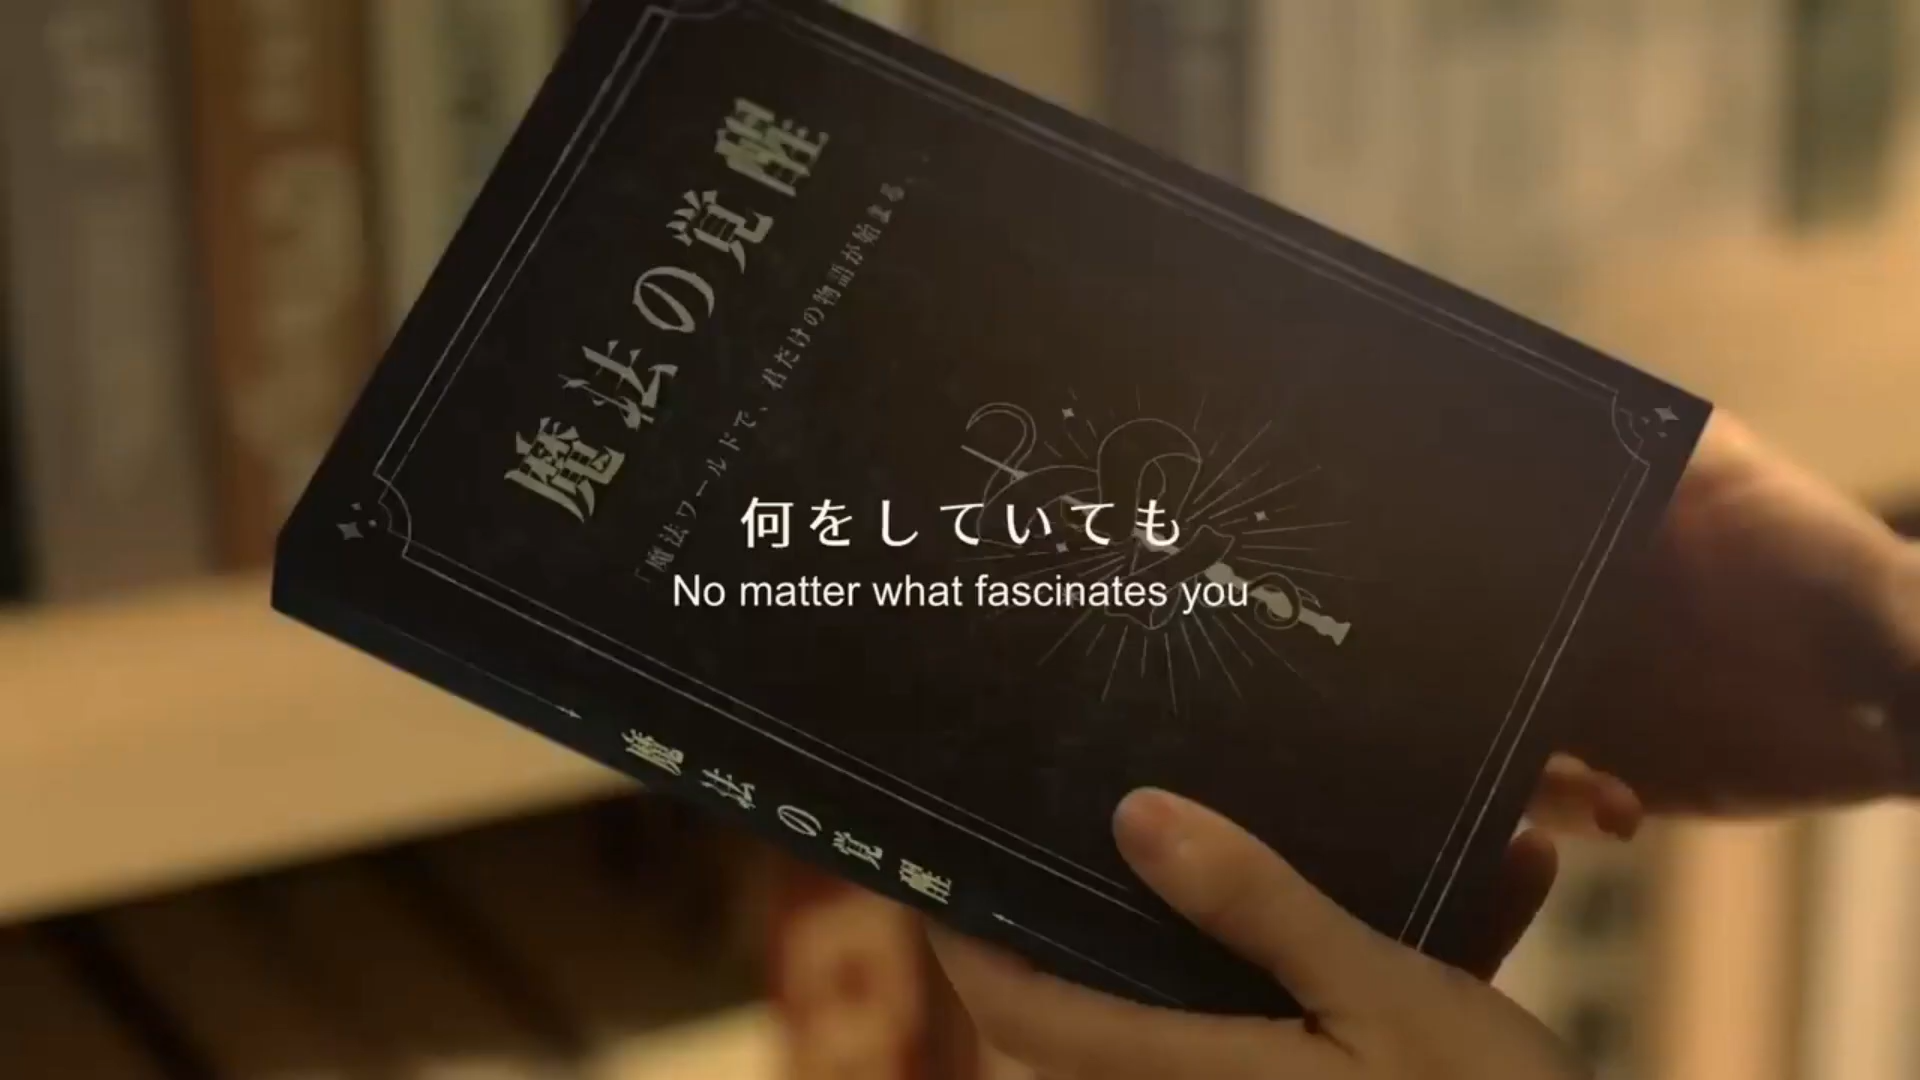 魔法の覚醒
「魔法ワールドで、君だけの物語が始まる、、
何をしていても
No matter what fascinates you
魔法の覚醒